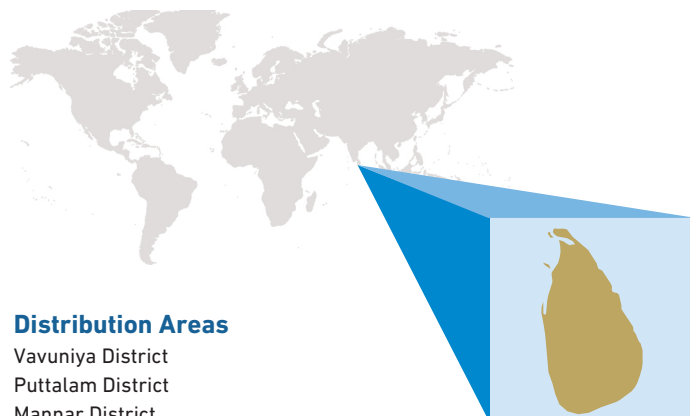 Distribution Areas
Vavuniya District
Puttalam District
Mannar District